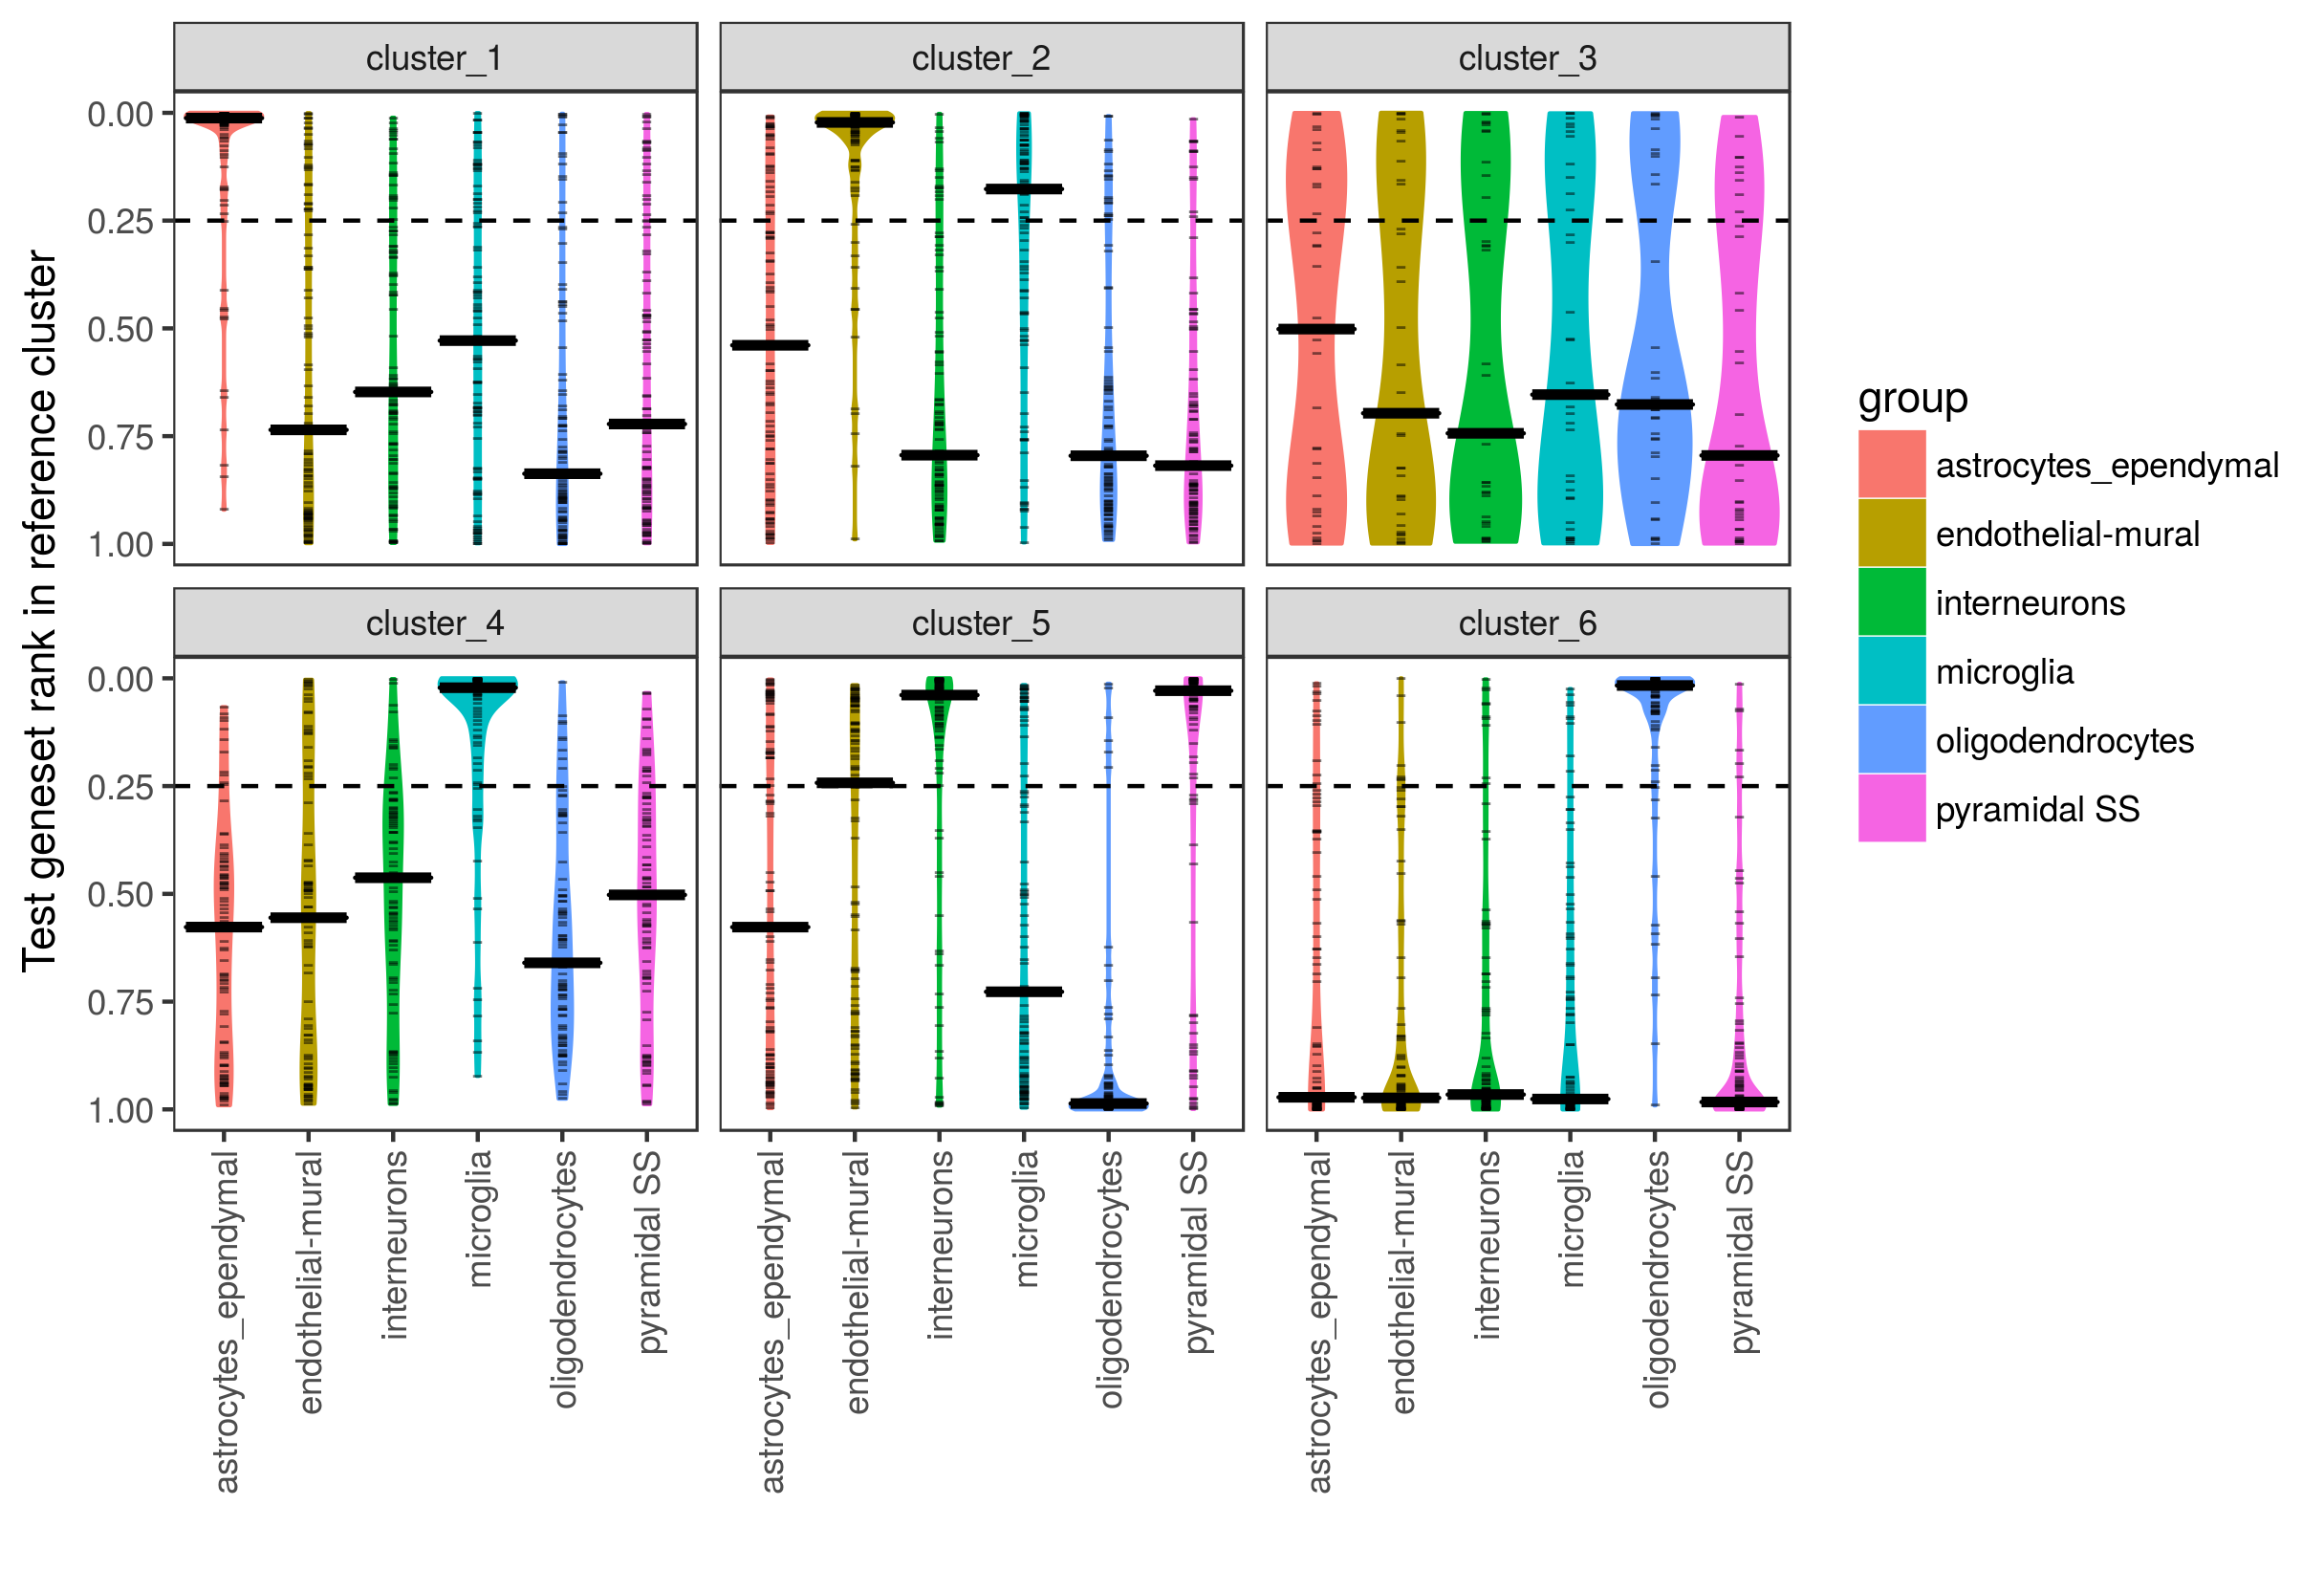 cluster_1
cluster_2
cluster_3
0.00
0.25
0.50
0.75
1.00
cluster_4
cluster_5
cluster_6
0.00
0.25
0.50
0.75
1.00
Test geneset rank in reference cluster
astrocytes_ependymal
endothelial-mural
interneurons
microglia
oligodendrocytes
pyramidal SS
astrocytes_ependymal
endothelial-mural
interneurons
microglia
oligodendrocytes
pyramidal SS
astrocytes_ependymal
endothelial-mural
interneurons
microglia
oligodendrocytes
pyramidal SS
group
astrocytes_ependymal
endothelial-mural
interneurons
microglia
oligodendrocytes
pyramidal SS